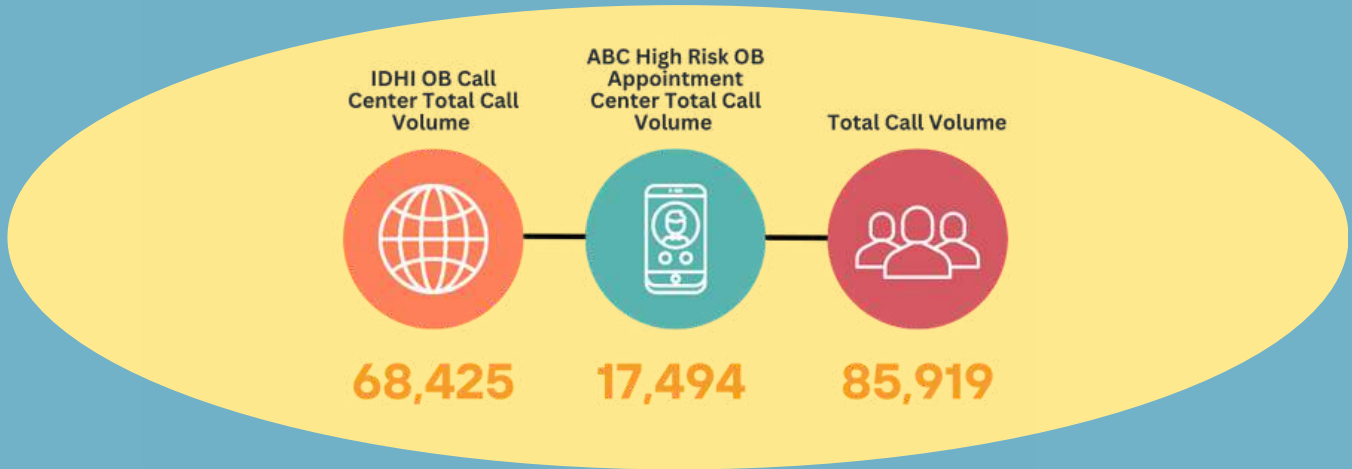 IDHI OB Call
Center Total Call
Volume
ABC High Risk OB
Appointment
Center Total Call
Volume
Total Call Volume
68,425
17,494
85,919